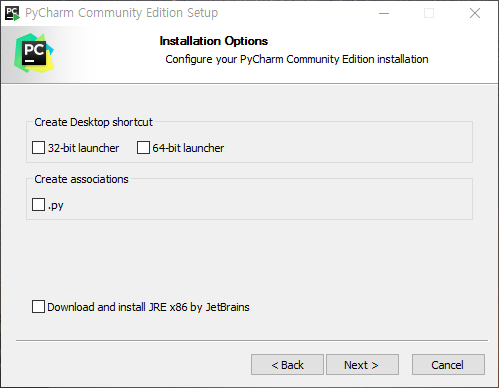 PC PyCharm Community Edition Setup
PC
Installation Options
Configure your PyCharm Community Edition installation
Create Desktop shortcut
32-bit launcher 64-bit launcher
Create associations
.py
Download and install JRE x86 by JetBrains
< Back Next > Cancel